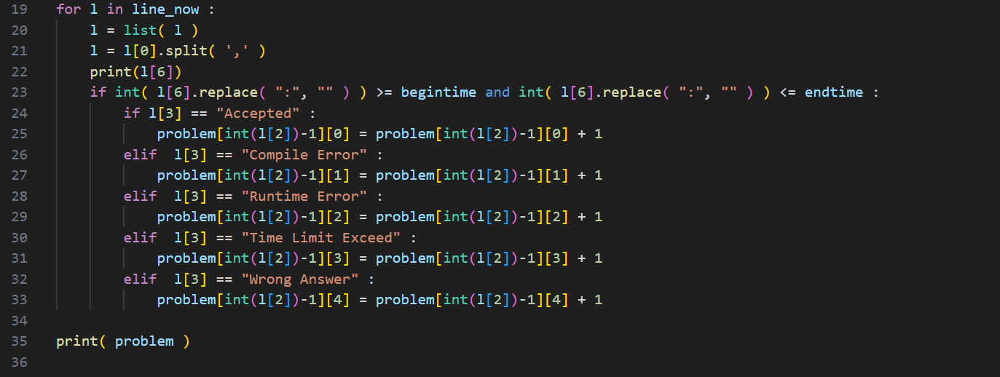 19 for l in line_now :
20     l = list( l )
21     l = l[0].split( ',' )
22     print(l[6])
23     if int( l[6].replace( ":", "" ) ) >= begintime and int( l[6].replace( ":", "" ) ) <= endtime :
24         if l[3] == "Accepted" :
25             problem[int(l[2])-1][0] = problem[int(l[2])-1][0] + 1
26         elif  l[3] == "Compile Error" :
27             problem[int(l[2])-1][1] = problem[int(l[2])-1][1] + 1
28         elif  l[3] == "Runtime Error" :
29             problem[int(l[2])-1][2] = problem[int(l[2])-1][2] + 1
30         elif  l[3] == "Time Limit Exceed" :
31             problem[int(l[2])-1][3] = problem[int(l[2])-1][3] + 1
32         elif  l[3] == "Wrong Answer" :
33             problem[int(l[2])-1][4] = problem[int(l[2])-1][4] + 1
34
35 print( problem )
36